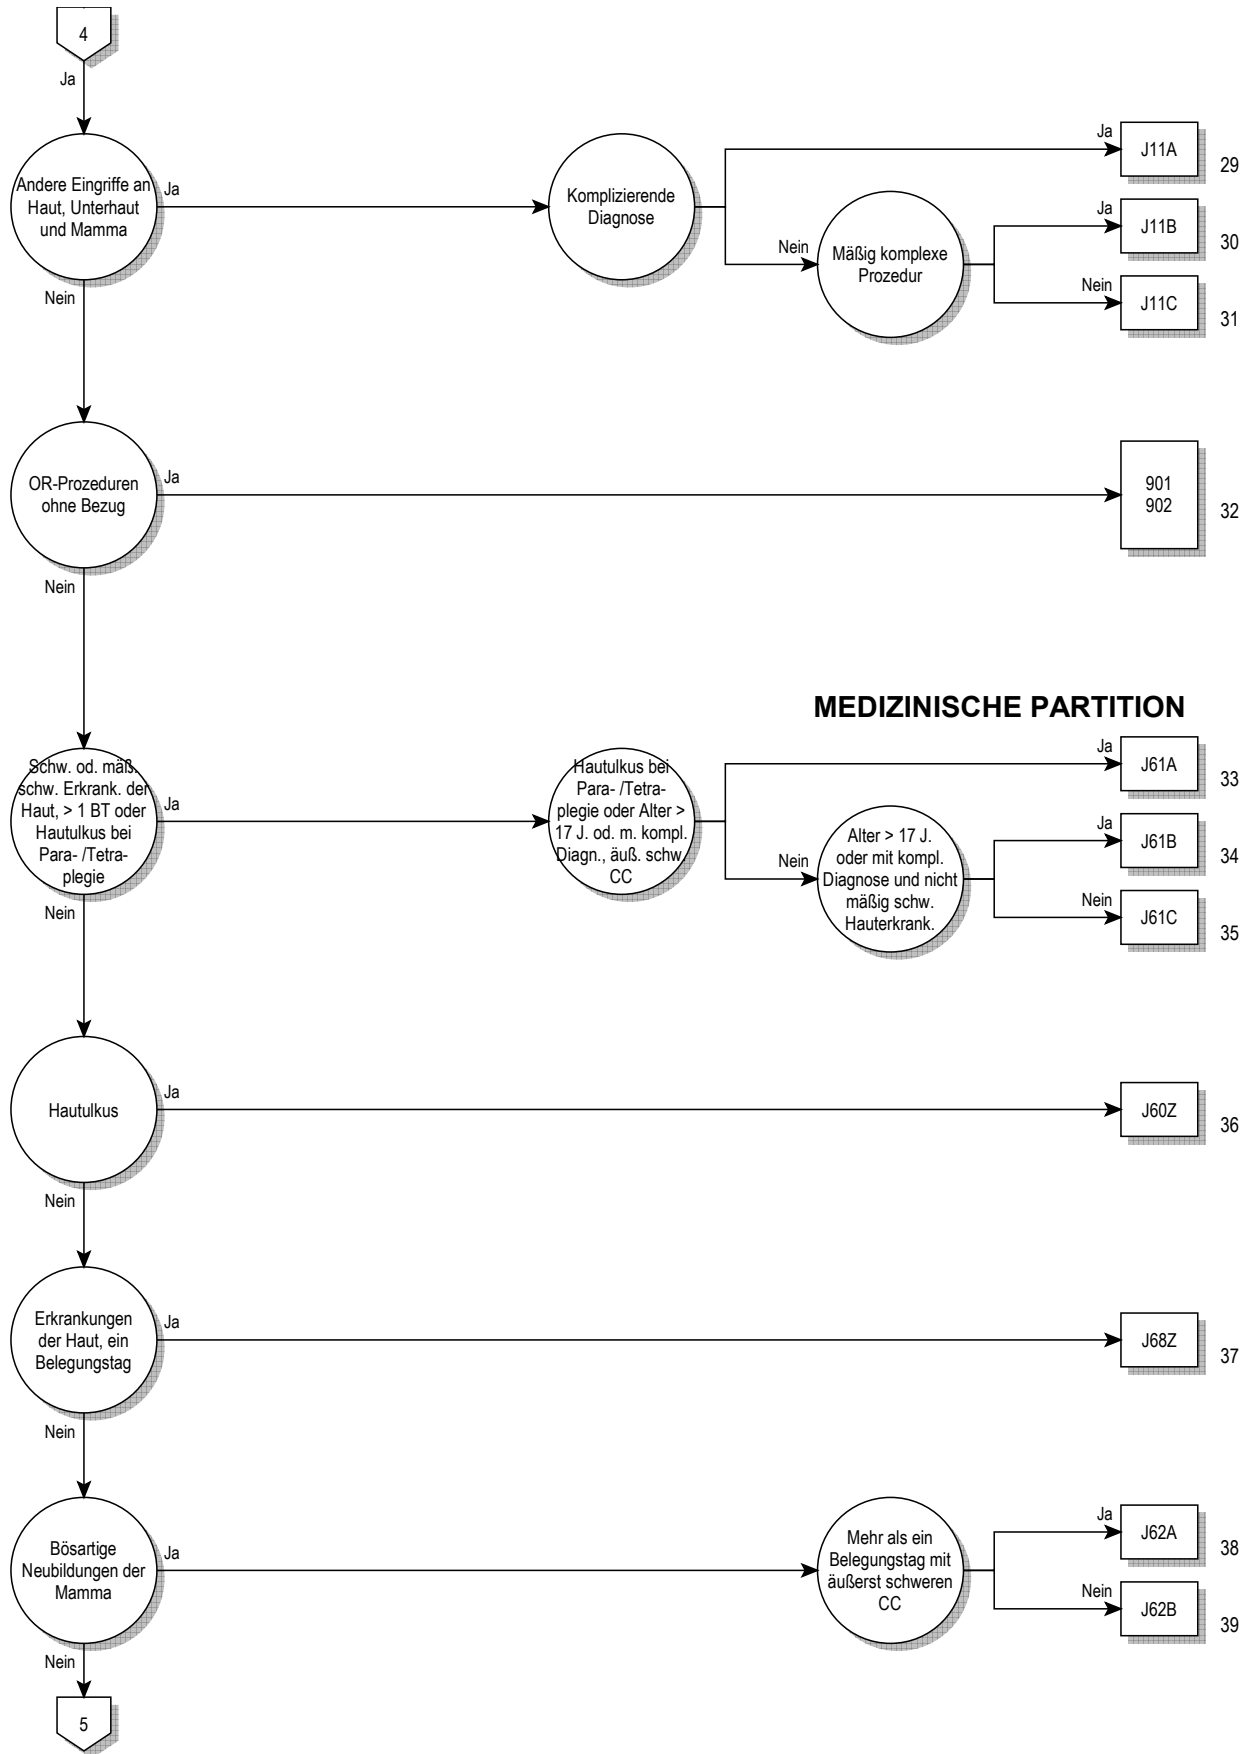 4
Ja
Andere Eingriffe an
Haut, Unterhaut
und Mamma
Ja
Komplizierende
Diagnose
Ja
J11A
29
Nein
Mäßig komplexe
Prozedur
Ja
J11B
30
Nein
J11C
31
Nein
OR-Prozeduren
ohne Bezug
Ja
901
902
32
Nein
MEDIZINISCHE PARTITION
Schw. od. mäß.
schw. Erkrank. der
Haut, > 1 BT oder
Hautulkus bei
Para- /Tetra-
plegie
Ja
Hautulkus bei
Para- /Tetra-
plegie oder Alter >
17 J. od. m. kompl.
Diagn., äuß. schw.
CC
Ja
J61A
33
Nein
Alter > 17 J.
oder mit kompl.
Diagnose und nicht
mäßig schw.
Hauterkrank.
Ja
J61B
34
Nein
J61C
35
Nein
Hautulkus
Ja
J60Z
36
Nein
Erkrankungen
der Haut, ein
Belegungstag
Ja
J68Z
37
Nein
Bösartige
Neubildungen der
Mamma
Ja
Mehr als ein
Belegungstag mit
äußerst schweren
CC
Ja
J62A
38
Nein
J62B
39
Nein
5